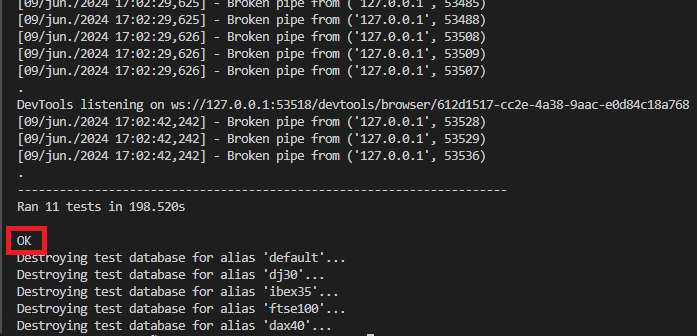 [09/jun./2024 17:02:29,625] - Broken pipe from ('127.0.0.1', 53485)
[09/jun./2024 17:02:29,625] - Broken pipe from ('127.0.0.1', 53488)
[09/jun./2024 17:02:29,626] - Broken pipe from ('127.0.0.1', 53508)
[09/jun./2024 17:02:29,626] - Broken pipe from ('127.0.0.1', 53509)
[09/jun./2024 17:02:29,626] - Broken pipe from ('127.0.0.1', 53507)
.
DevTools listening on ws://127.0.0.1:53518/devtools/browser/612d1517-cc2e-4a38-9aac-e0d84c18a768
[09/jun./2024 17:02:42,242] - Broken pipe from ('127.0.0.1', 53528)
[09/jun./2024 17:02:42,242] - Broken pipe from ('127.0.0.1', 53529)
[09/jun./2024 17:02:42,242] - Broken pipe from ('127.0.0.1', 53536)
.
----------------------------------------------------------------------
Ran 11 tests in 198.520s
OK
Destroying test database for alias 'default'...
Destroying test database for alias 'dj30'...
Destroying test database for alias 'ibex35'...
Destroying test database for alias 'ftse100'...
Destroying test database for alias 'dax40'...